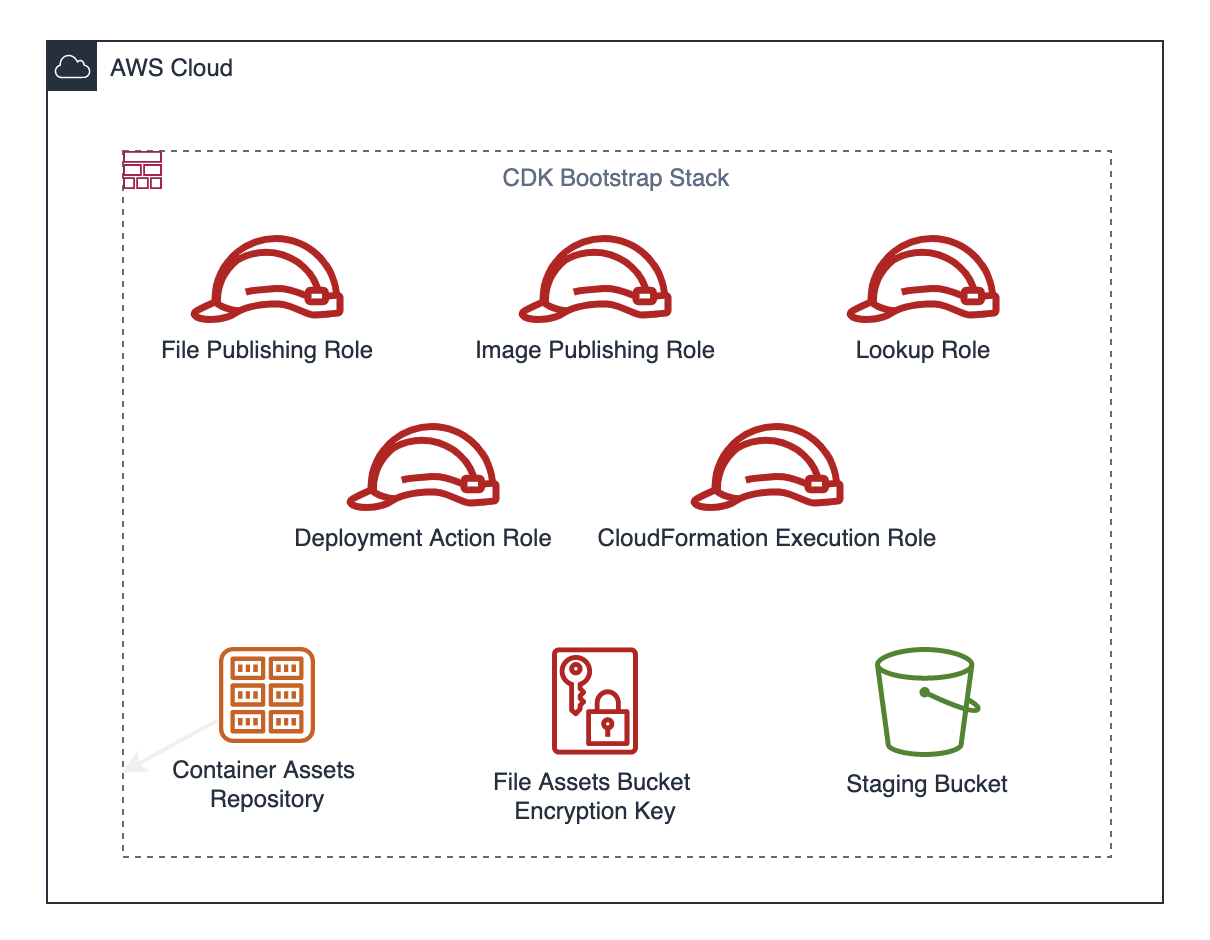 AWS Cloud
CDK Bootstrap Stack
File Publishing Role
Image Publishing Role
Lookup Role
Deployment Action Role
CloudFormation Execution Role
Container Assets
Repository
File Assets Bucket
Encryption Key
Staging Bucket